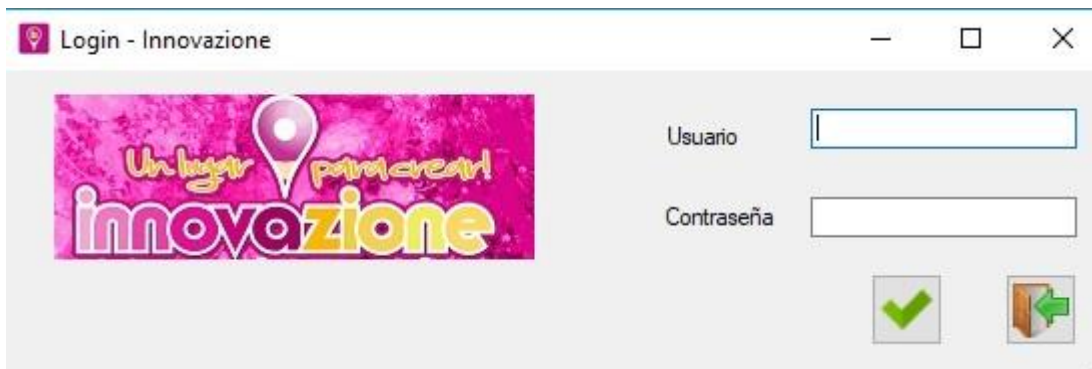 Login - Innovazione
Un lugar para crear!
innovazione
Usuario
Contraseña